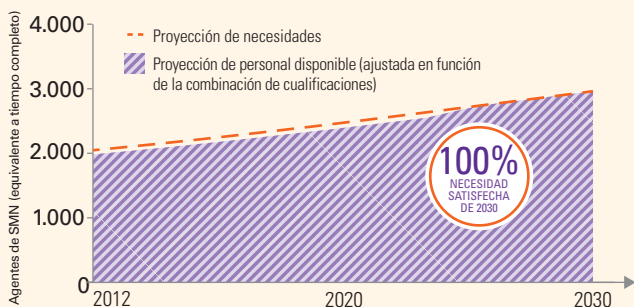 Agentes de SMN (equivalente a tiempo completo)
4.000
3.000
2.000
1.000
0
Proyección de necesidades
Proyección de personal disponible (ajustada en función
de la combinación de cualificaciones)
100%
NECESIDAD
SATISFECHA
DE 2030
2012
2020
2030